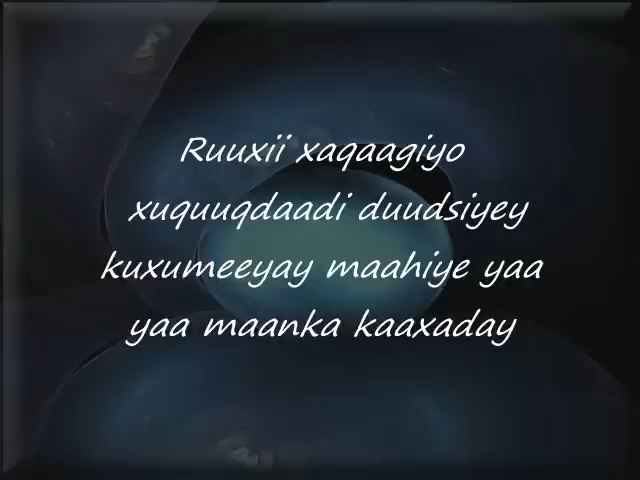 Ruuxii xaqaagiyo
xuquuqdaadi duudsiyey
kuxumeeyay maahiye yaa
yaa maanka kaaxaday